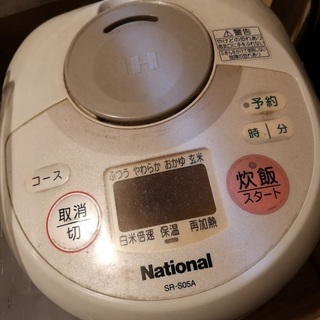 IH
警告
予約
時 分
コース
ふつう やわらか おかゆ 玄米
炊飯
スタート
取消
切
白米倍速 保温 再加熱
National
SR-S05A